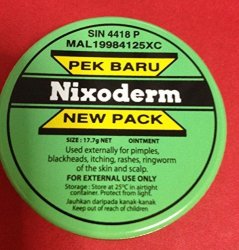 SIN 4418 P
MAL19984125XC
PEK BARU
Nixoderm
NEW PACK
SIZE : 17.7g NET OINTMENT
Used externally for pimples,
blackheads, itching, rashes, ringworm
of the skin and scalp.
FOR EXTERNAL USE ONLY
Storage : Store at 25°C in airtight
container. Protect from light.
Jauhkan daripada kanak-kanak
Keep out of reach of children